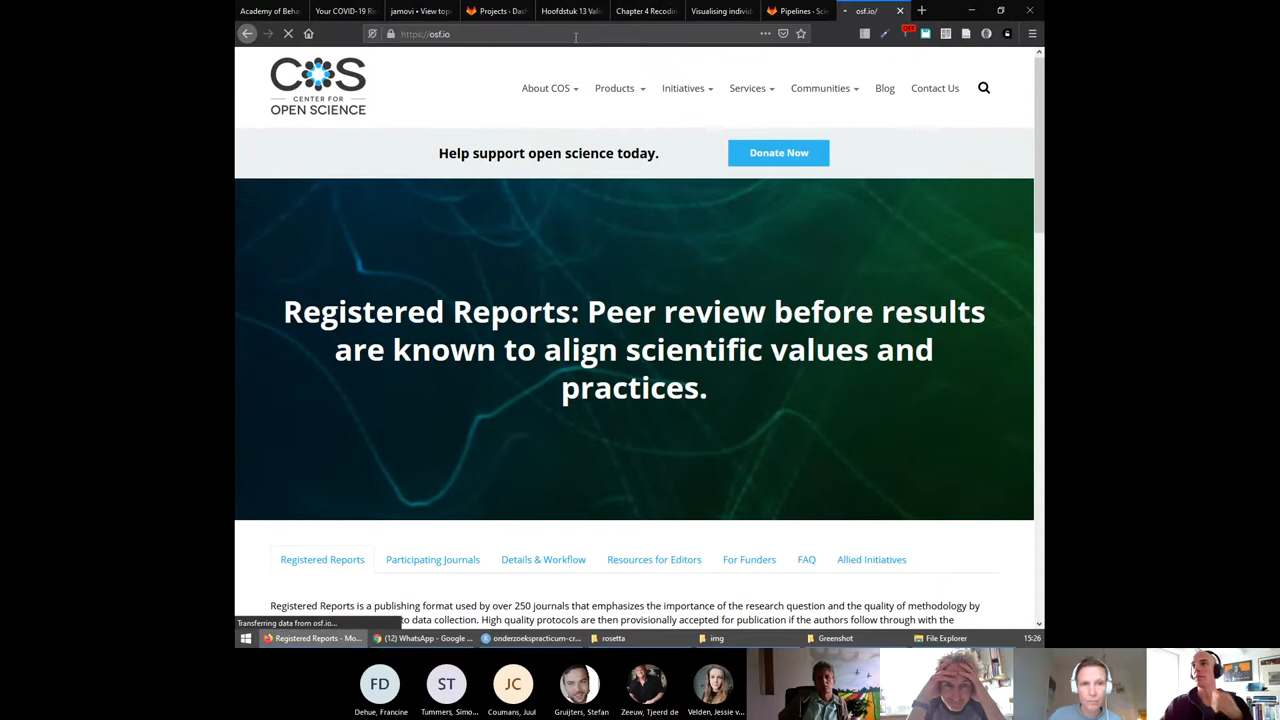 Academy of Beha
Your COVID-19 R
jamovi • View top
Projects · Dash
Hoofdstuk 13 Vali
Chapter 4 Recodin
Visualising individ
Pipelines · Scie
osf.io/
https://osf.io
OFF
COS
CENTER FOR
OPEN SCIENCE
About COS
Products
Initiatives
Services
Communities
Blog
Contact Us
Help support open science today.
Donate Now
Registered Reports: Peer review before results
are known to align scientific values and
practices.
Registered Reports
Participating Journals
Details & Workflow
Resources for Editors
For Funders
FAQ
Allied Initiatives
Registered Reports is a publishing format used by over 250 journals that emphasizes the importance of the research question and the quality of methodology by
to data collection. High quality protocols are then provisionally accepted for publication if the authors follow through with the
Transferring data from osf.io...
Registered Reports - Mo...
(12) WhatsApp - Google ...
onderzoekspracticum-cr...
rosetta
img
Greenshot
File Explorer
15:26
FD
ST
JC
Dehue, Francine
Tummers, Simo...
Coumans, Juul
Gruijters, Stefan
Zeeuw, Tjeerd de
Velden, Jessie v...